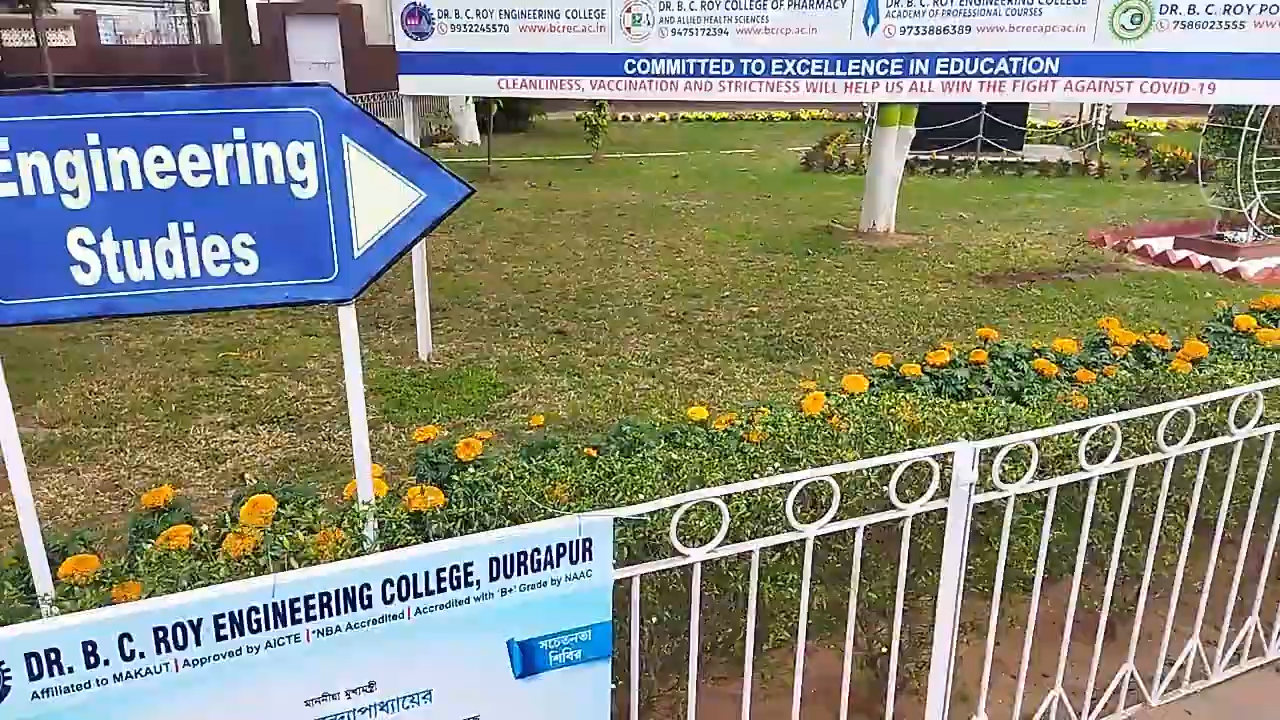 DR. B. C. ROY ENGINEERING COLLEGE
9932245570 www.bcrec.ac.in
DR. B. C. ROY COLLEGE OF PHARMACY
AND ALLIED HEALTH SCIENCES
9475172394 www.bcrcp.ac.in
DR. B. C. ROY ENGINEERING COLLEGE
ACADEMY OF PROFESSIONAL COURSES
9733886389 www.bcrecapc.ac.in
DR. B. C. ROY
7586023555
COMMITTED TO EXCELLENCE IN EDUCATION
CLEANLINESS, VACCINATION AND STRICTNESS WILL HELP US ALL WIN THE FIGHT AGAINST COVID-19
Engineering
Studies
DR. B. C. ROY ENGINEERING COLLEGE, DURGAPUR
Affiliated to MAKAUT | Approved by AICTE | *NBA Accredited | Accredited with 'B+' Grade by NAAC
সচেতনতা
শিবির
মাননীয়া মুখ্যমন্ত্রী